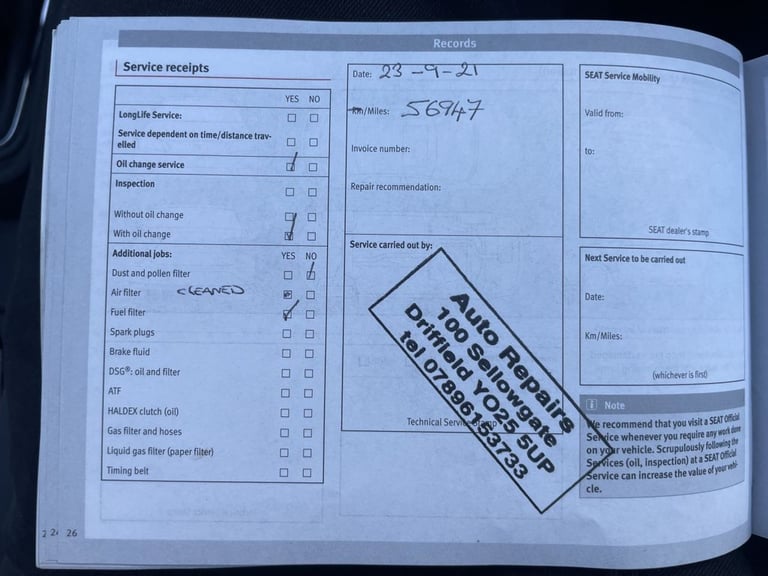 Records
Service receipts
YES NO
LongLife Service:
Service dependent on time/distance trav-
elled
Oil change service
Inspection
Without oil change
With oil change
Additional jobs: YES NO
Dust and pollen filter
Air filter CLEANED
Fuel filter
Spark plugs
Brake fluid
DSG®: oil and filter
ATF
HALDEX clutch (oil)
Gas filter and hoses
Liquid gas filter (paper filter)
Timing belt
Date: 23-9-21
Km/Miles: 56947
Invoice number:
Repair recommendation:
Service carried out by:
Auto Repairs
100 Sellowgate
Driffield YO25 5UP
tel 07896153733
Technical Service stamp
SEAT Service Mobility
Valid from:
to:
SEAT dealer's stamp
Next Service to be carried out
Date:
Km/Miles:
(whichever is first)
i Note
We recommend that you visit a SEAT Official
Service whenever you require any work done
on your vehicle. Scrupulously following the
Services (oil, inspection) at a SEAT Official
Service can increase the value of your vehi-
cle.
2 24 26